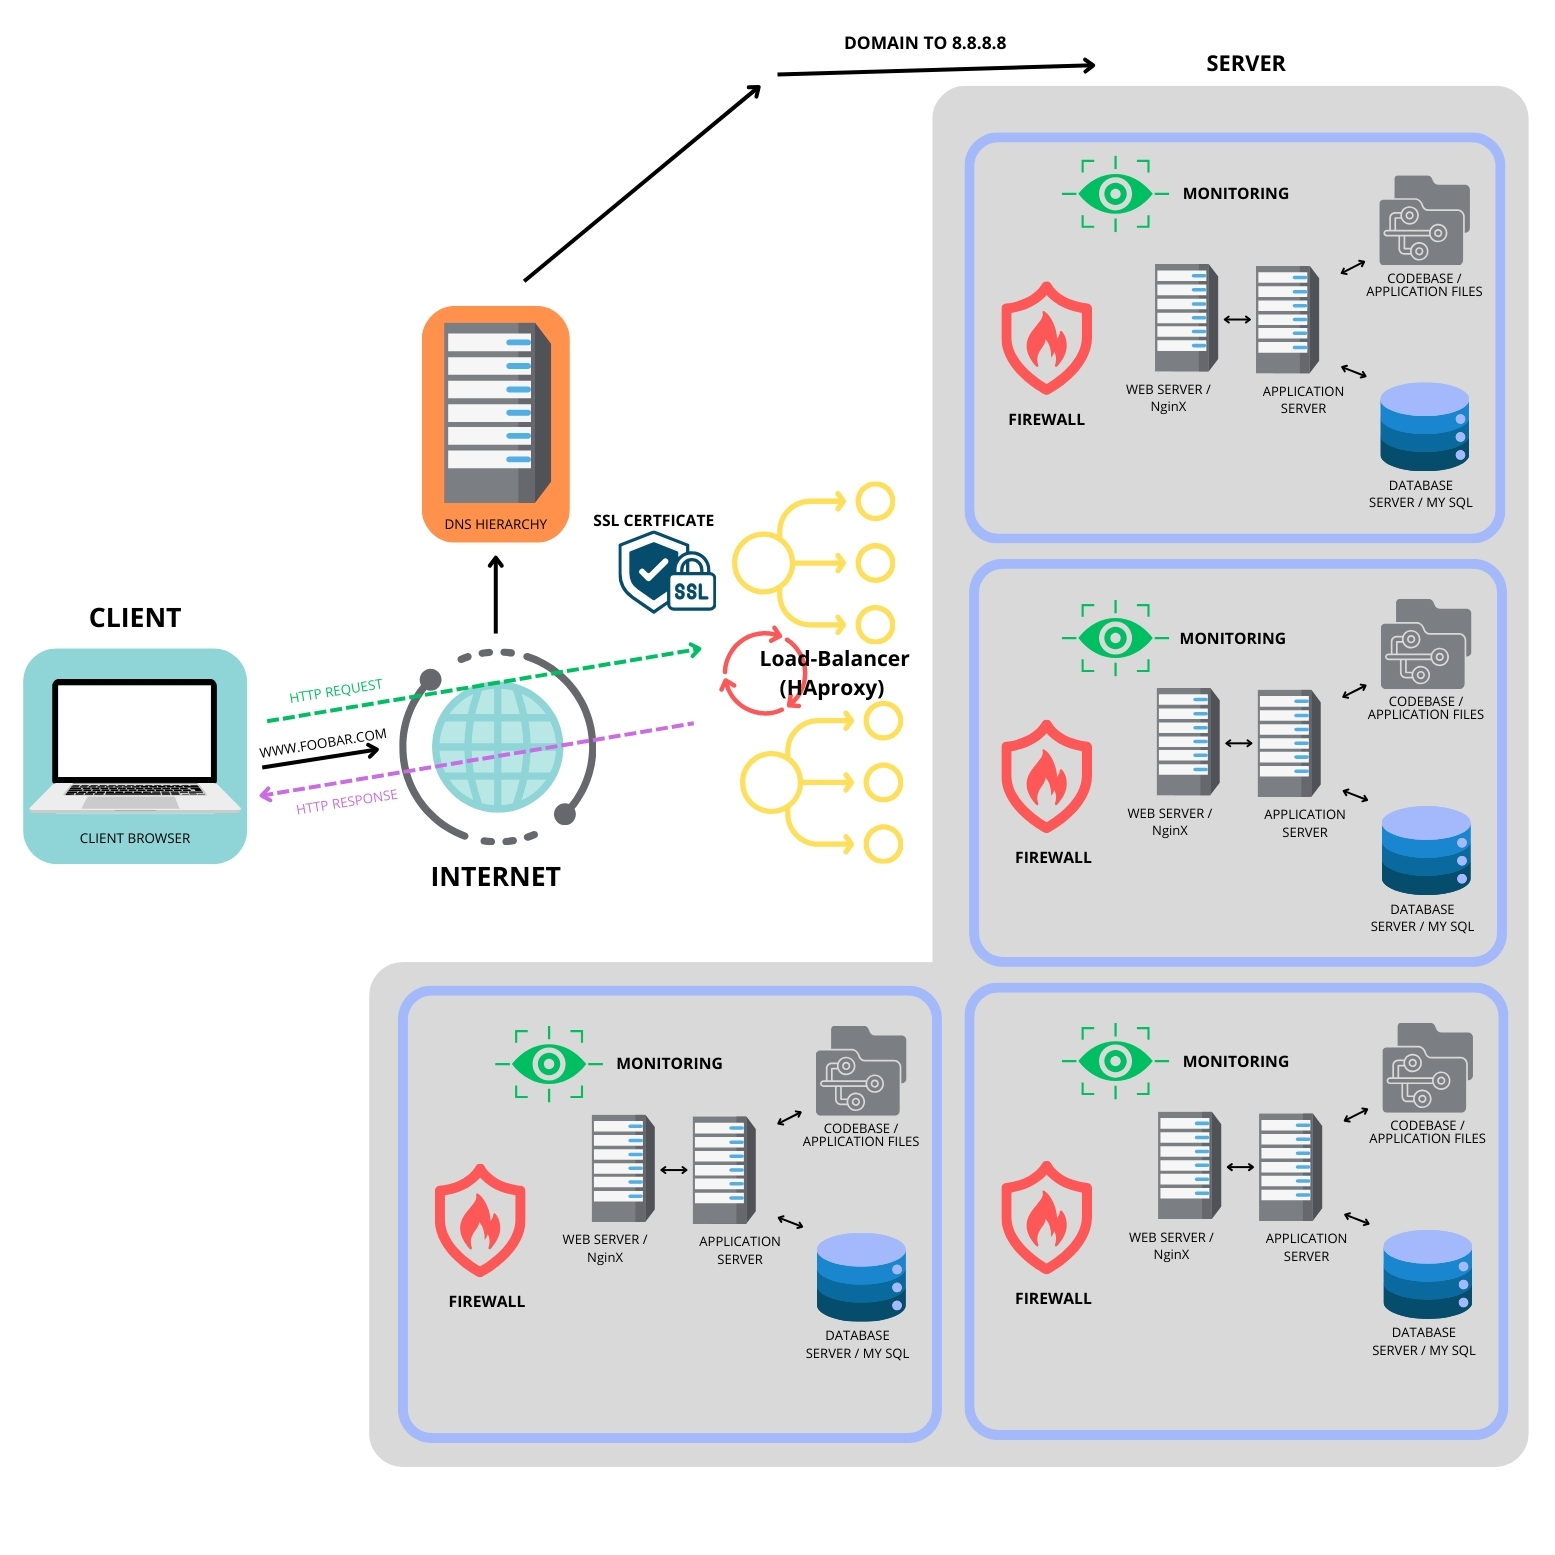 DOMAIN TO 8.8.8.8
SERVER
MONITORING
CODEBASE /
APPLICATION FILES
FIREWALL
WEB SERVER /
NginX
APPLICATION
SERVER
DATABASE
SERVER / MY SQL
DNS HIERARCHY
SSL CERTFICATE
SSL
CLIENT
CLIENT BROWSER
HTTP REQUEST
WWW.FOOBAR.COM
HTTP RESPONSE
INTERNET
Load-Balancer
(HAproxy)
MONITORING
CODEBASE /
APPLICATION FILES
FIREWALL
WEB SERVER /
NginX
APPLICATION
SERVER
DATABASE
SERVER / MY SQL
MONITORING
CODEBASE /
APPLICATION FILES
FIREWALL
WEB SERVER /
NginX
APPLICATION
SERVER
DATABASE
SERVER / MY SQL
MONITORING
CODEBASE /
APPLICATION FILES
FIREWALL
WEB SERVER /
NginX
APPLICATION
SERVER
DATABASE
SERVER / MY SQL